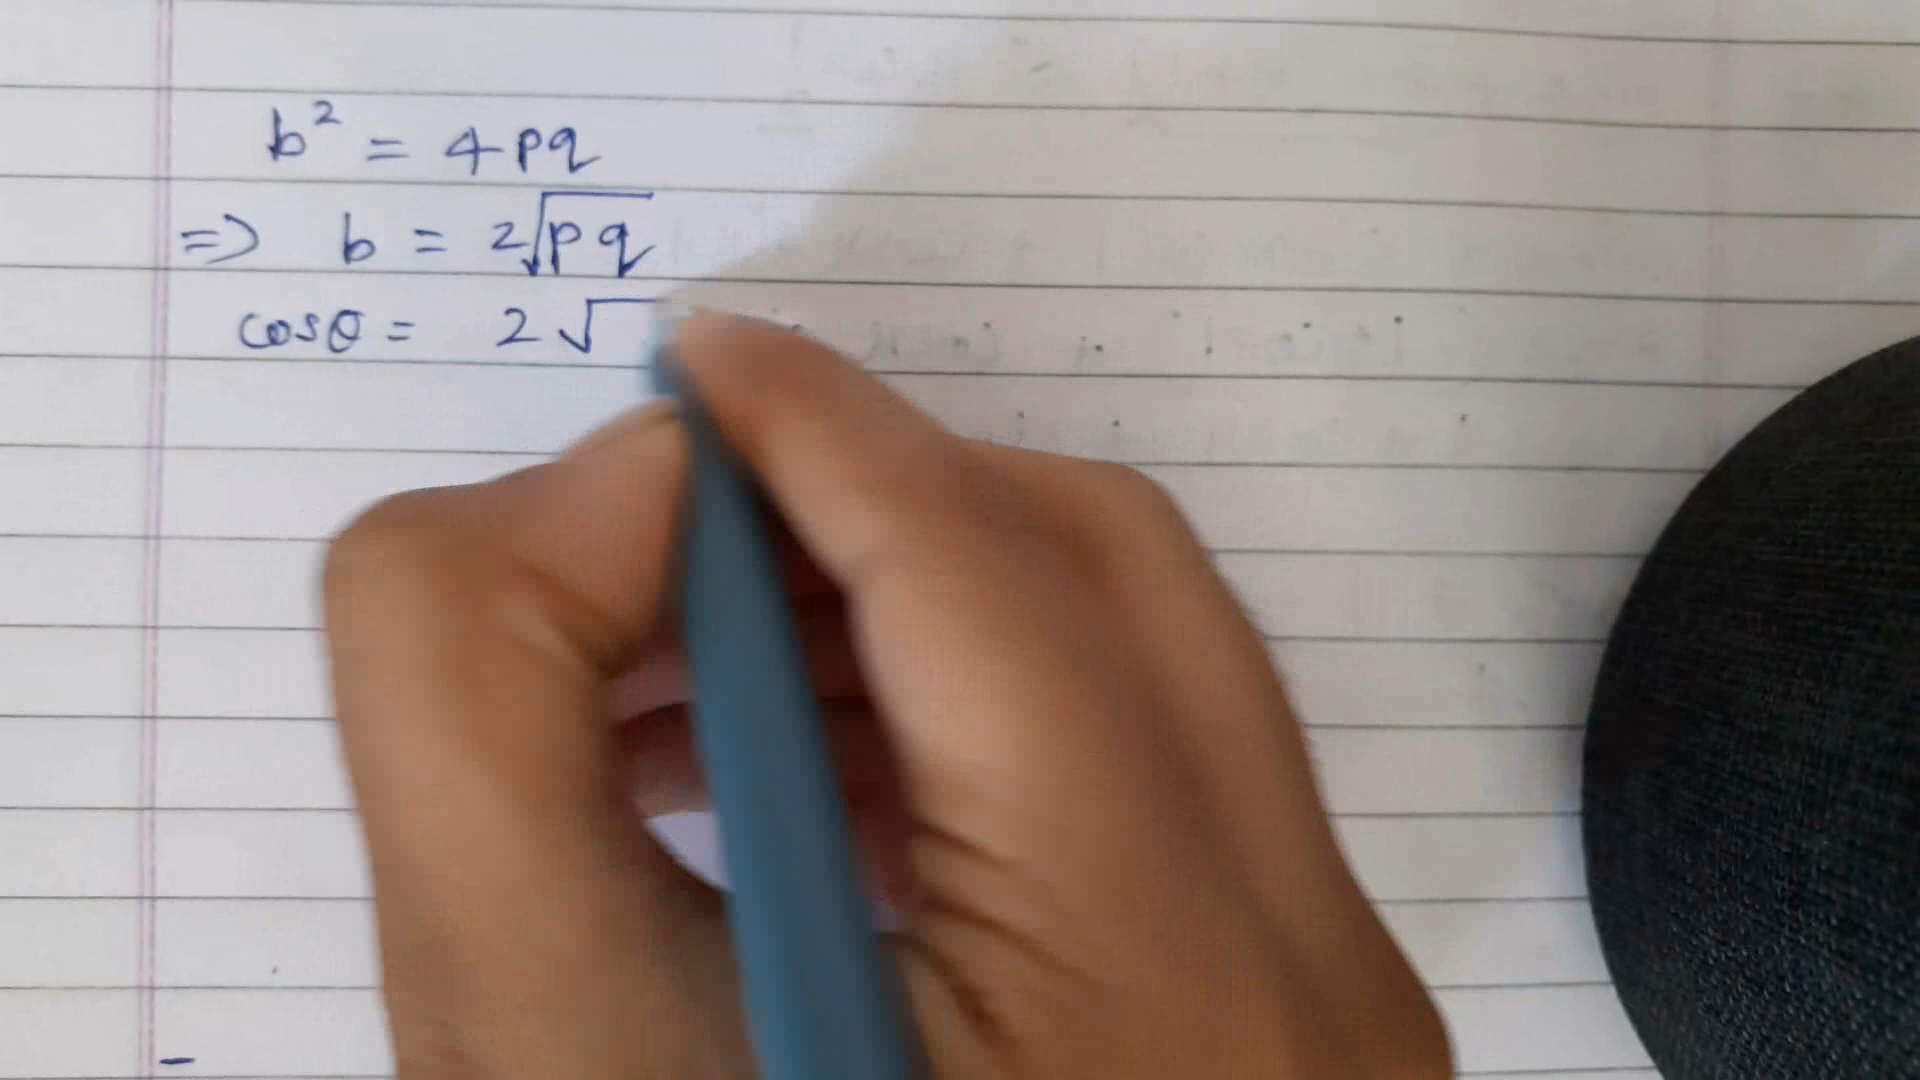 b² = 4pq
=> b = 2√pq
cosθ = 2√